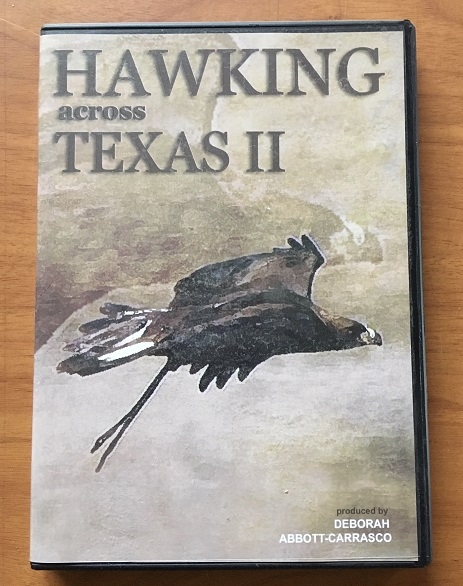 HAWKING
across
TEXAS II
produced by
DEBORAH
ABBOTT-CARRASCO